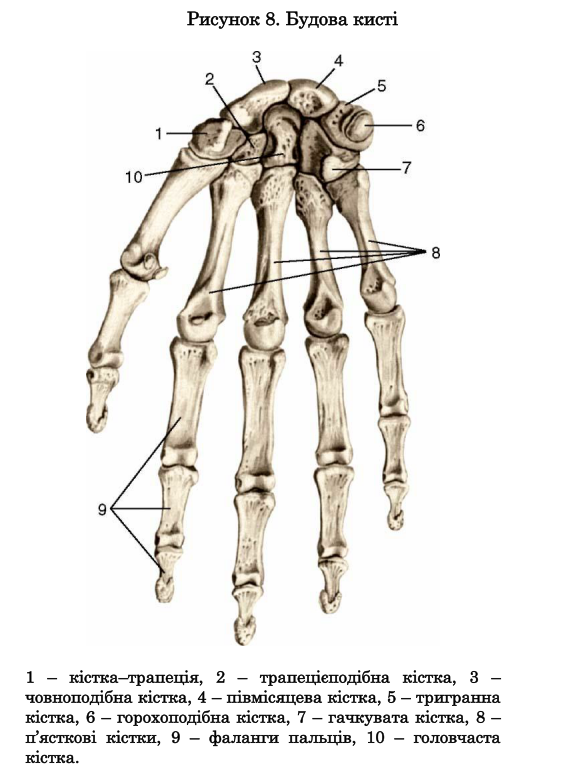 Рисунок 8. Будова кисті
3
4
2
5
1
6
10
7
8
9
1 – кістка–трапеція, 2 – трапецієподібна кістка, 3 –
човноподібна кістка, 4 – півмісяцева кістка, 5 – тригранна
кістка, 6 – горохоподібна кістка, 7 – гачкувата кістка, 8 –
п’ясткові кістки, 9 – фаланги пальців, 10 – головчаста
кістка.